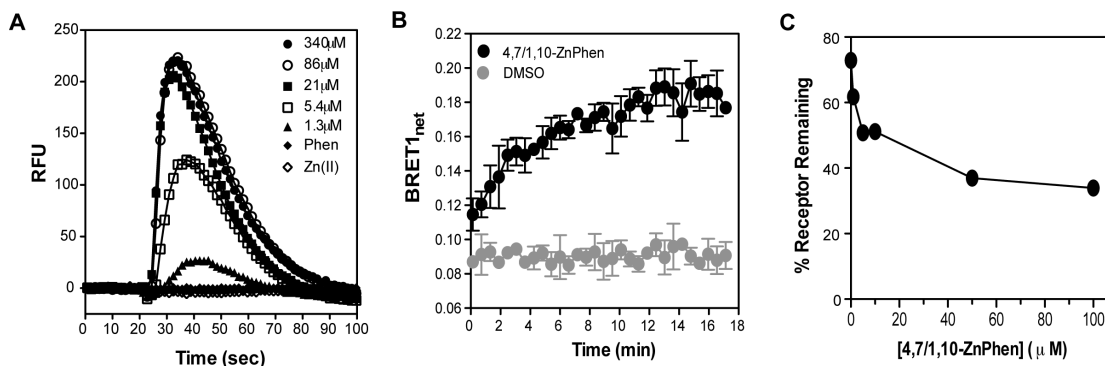 A
250
200
150
100
50
0
RFU
0 10 20 30 40 50 60 70 80 90 100
Time (sec)
340μM
86μM
21μM
5.4μM
1.3μM
Phen
Zn(II)
B
0.22
0.20
0.18
0.16
0.14
0.12
0.10
0.08
0.06
BRET1net
4,7/1,10-ZnPhen
DMSO
0 2 4 6 8 10 12 14 16 18
Time (min)
C
80
60
40
20
0
% Receptor Remaining
0 20 40 60 80 100
[4,7/1,10-ZnPhen] ( μ M)